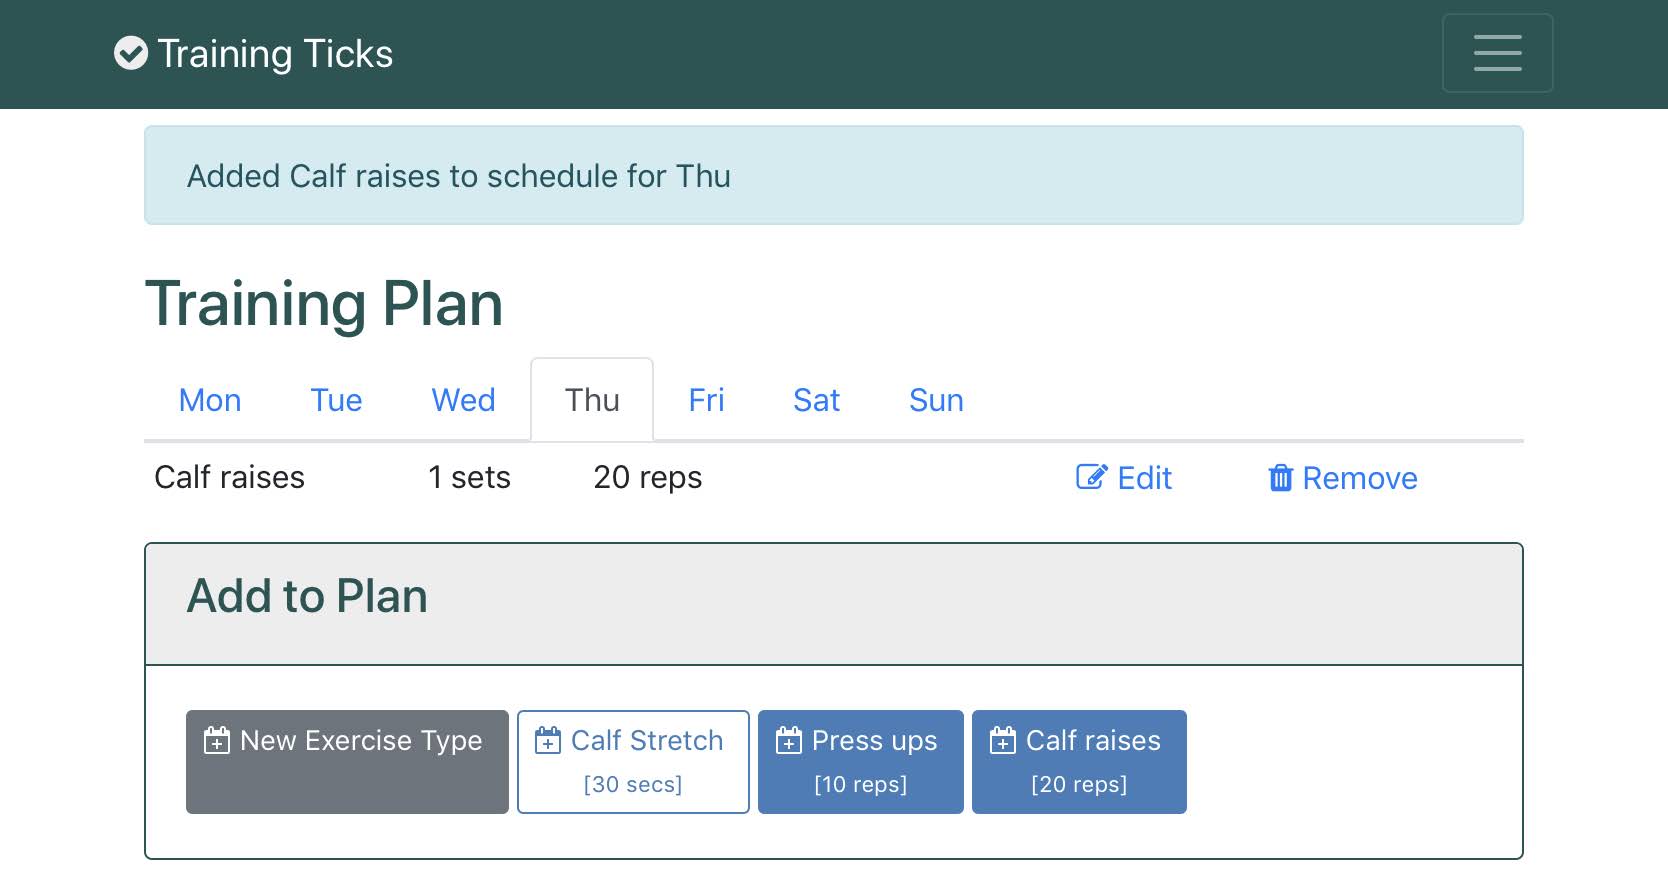 Training Ticks
Added Calf raises to schedule for Thu
Training Plan
Mon Tue Wed Thu Fri Sat Sun
Calf raises 1 sets 20 reps Edit Remove
Add to Plan
New Exercise Type Calf Stretch Press ups Calf raises
[30 secs] [10 reps] [20 reps]